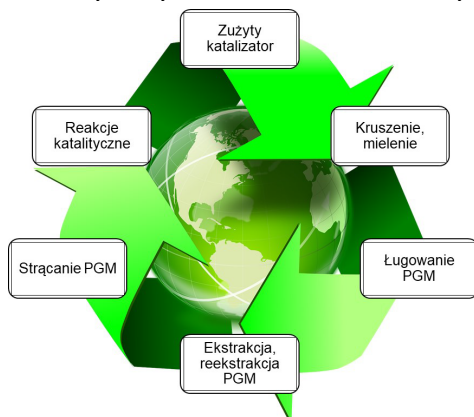 Zużyty
katalizator
Kruszenie,
mielenie
Ługowanie
PGM
Ekstrakcja,
reekstrakcja
PGM
Strącanie PGM
Reakcje
katalityczne